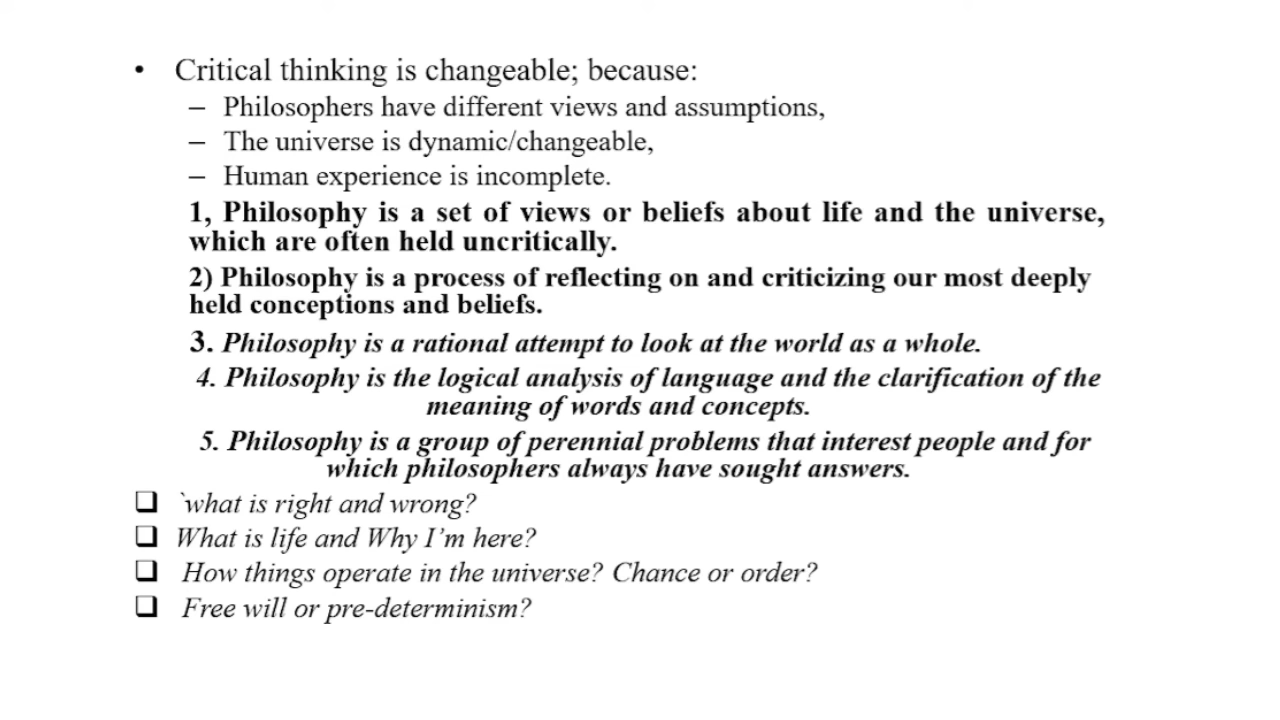 • Critical thinking is changeable; because:
– Philosophers have different views and assumptions,
– The universe is dynamic/changeable,
– Human experience is incomplete.
1, Philosophy is a set of views or beliefs about life and the universe,
which are often held uncritically.
2) Philosophy is a process of reflecting on and criticizing our most deeply
held conceptions and beliefs.
3. Philosophy is a rational attempt to look at the world as a whole.
4. Philosophy is the logical analysis of language and the clarification of the
meaning of words and concepts.
5. Philosophy is a group of perennial problems that interest people and for
which philosophers always have sought answers.
❑ `what is right and wrong?
❑ What is life and Why I’m here?
❑ How things operate in the universe? Chance or order?
❑ Free will or pre-determinism?